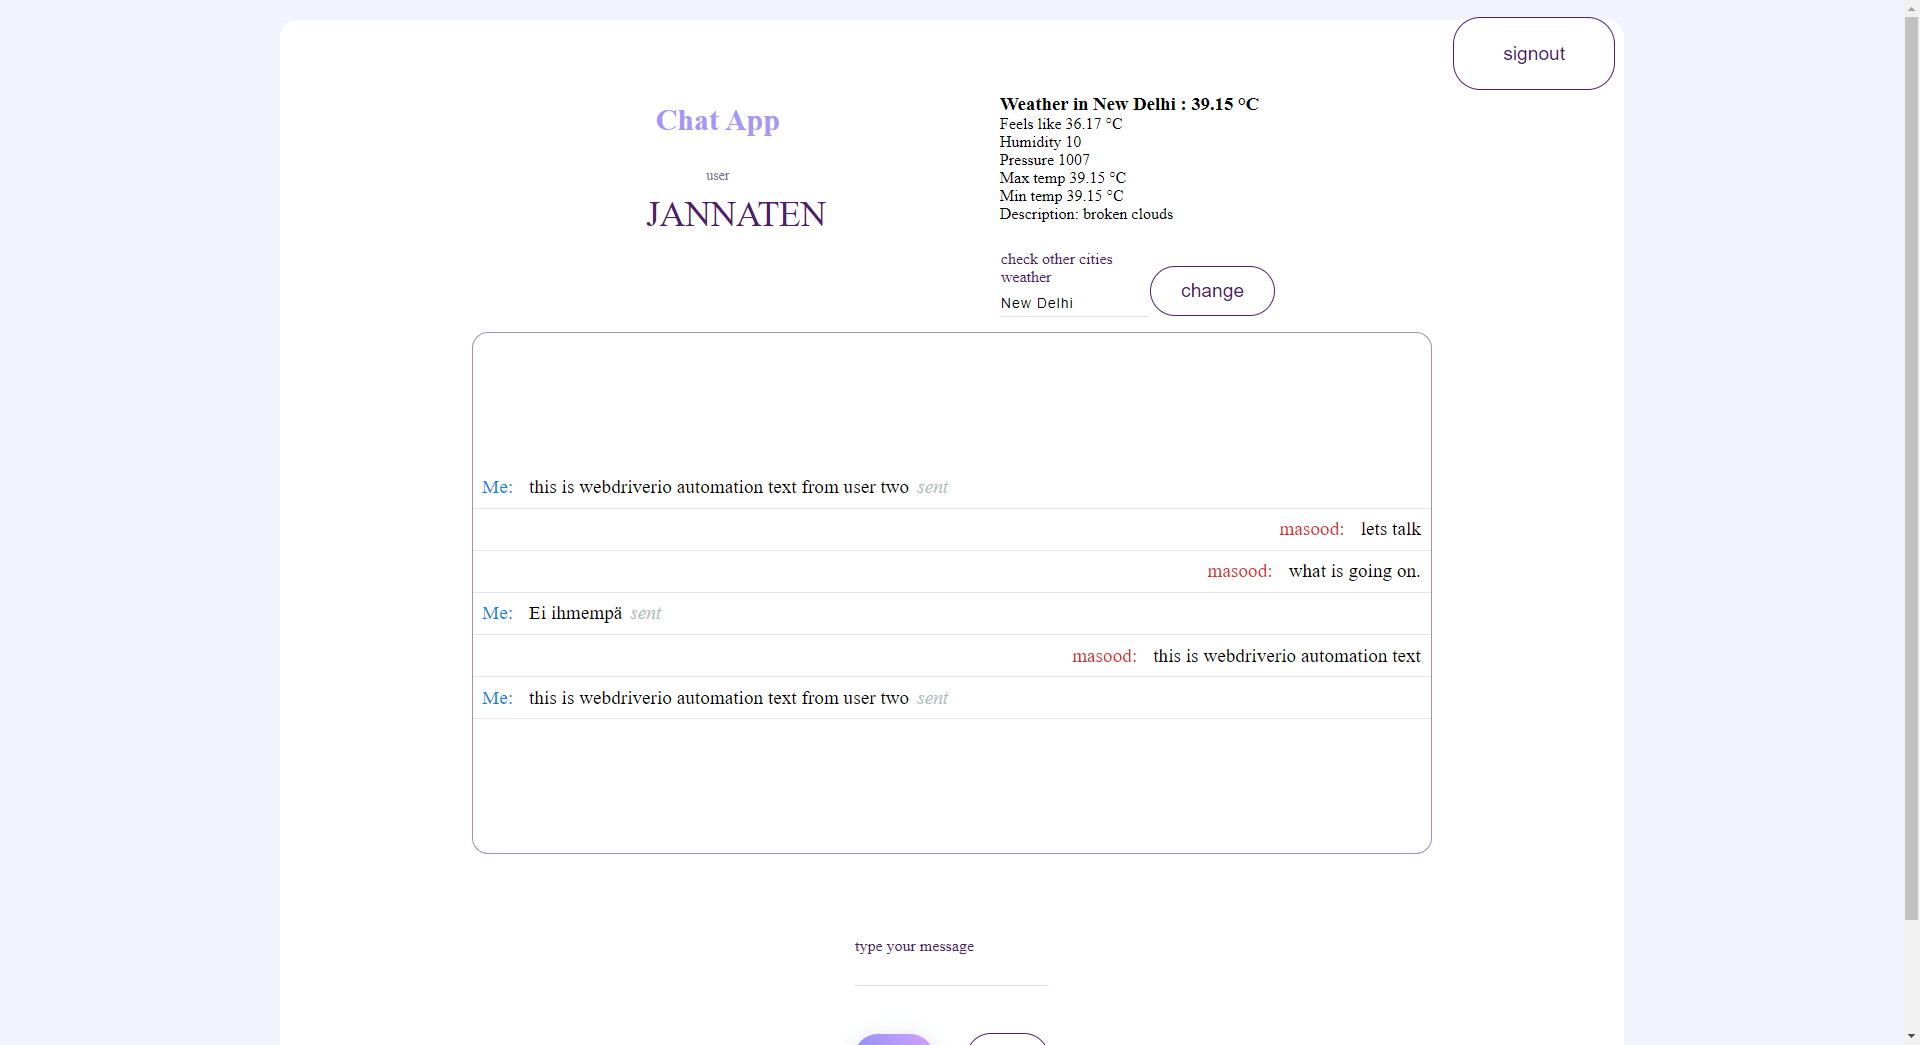 signout
Chat App
user
JANNATEN
Weather in New Delhi : 39.15 °C
Feels like 36.17 °C
Humidity 10
Pressure 1007
Max temp 39.15 °C
Min temp 39.15 °C
Description: broken clouds
check other cities
weather
New Delhi
change
Me: this is webdriverio automation text from user two sent
masood: lets talk
masood: what is going on.
Me: Ei ihmempä sent
masood: this is webdriverio automation text
Me: this is webdriverio automation text from user two sent
type your message